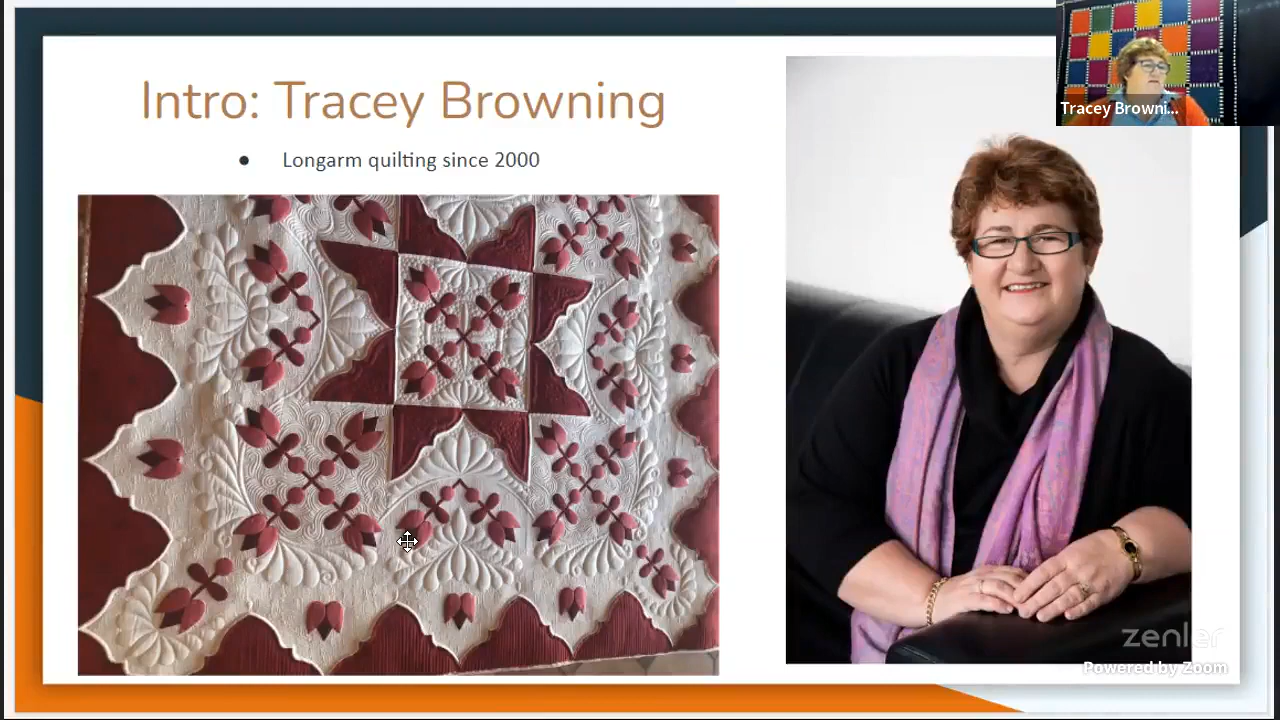 Intro: Tracey Browning
Tracey Browni...
● Longarm quilting since 2000
zenler
Powered by Zoom